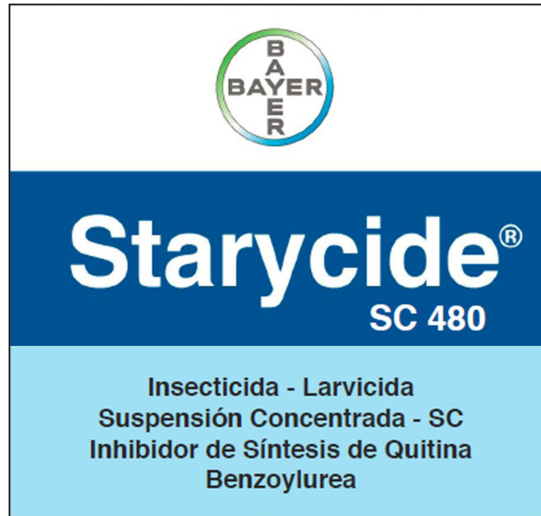 BAYER
BAYER
Starycide®
SC 480
Insecticida - Larvicida
Suspensión Concentrada - SC
Inhibidor de Síntesis de Quitina
Benzoylurea